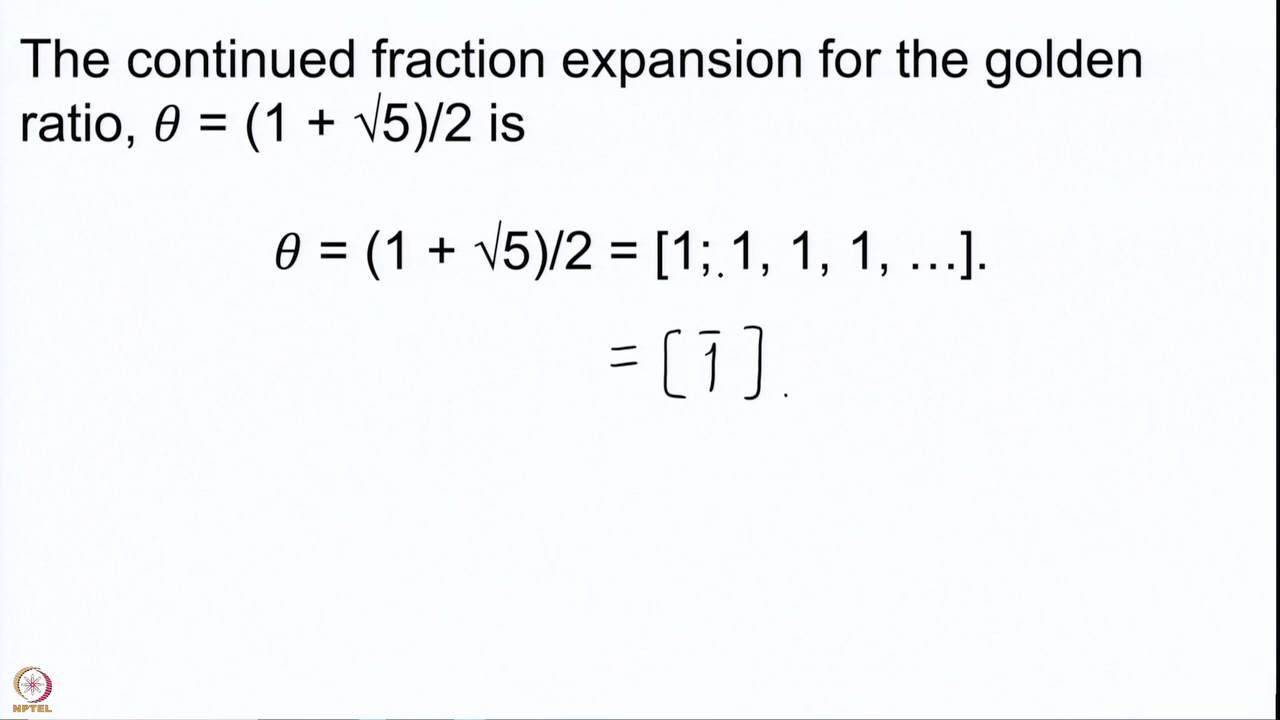 The continued fraction expansion for the golden
ratio, θ = (1 + √5)/2 is
θ = (1 + √5)/2 = [1; 1, 1, 1, …].
= [1̄].
NPTEL